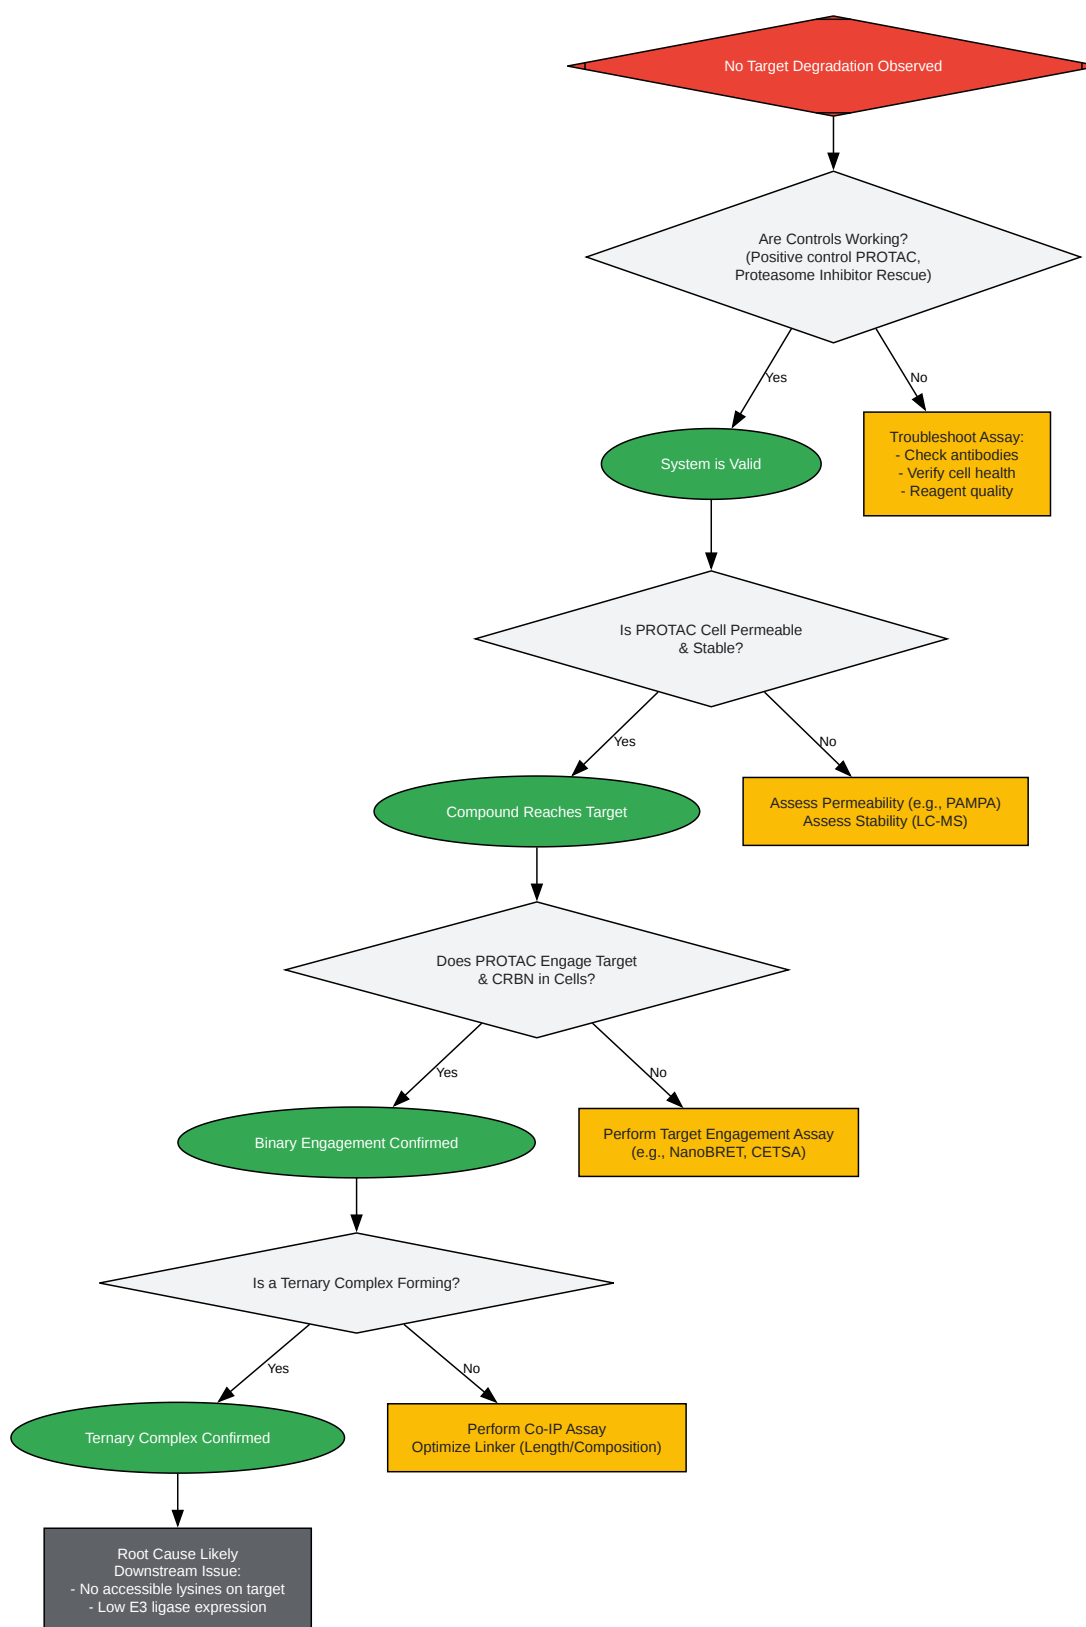 No Target Degradation Observed
Are Controls Working?
(Positive control PROTAC,
Proteasome Inhibitor Rescue)
Yes
No
System is Valid
Troubleshoot Assay:
- Check antibodies
- Verify cell health
- Reagent quality
Is PROTAC Cell Permeable
& Stable?
Yes
No
Compound Reaches Target
Assess Permeability (e.g., PAMPA)
Assess Stability (LC-MS)
Does PROTAC Engage Target
& CRBN in Cells?
Yes
No
Binary Engagement Confirmed
Perform Target Engagement Assay
(e.g., NanoBRET, CETSA)
Is a Ternary Complex Forming?
Yes
No
Ternary Complex Confirmed
Perform Co-IP Assay
Optimize Linker (Length/Composition)
Root Cause Likely
Downstream Issue:
- No accessible lysines on target
- Low E3 ligase expression